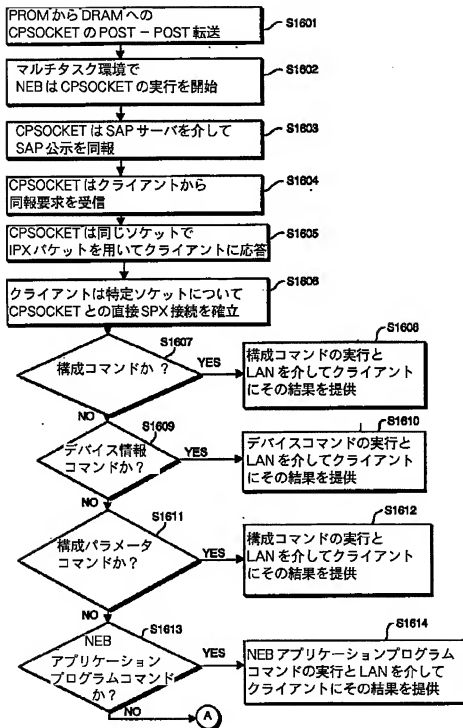 PROMからDRAMへの
CPSOCKETのPOST－POST転送
S1601
マルチタスク環境で
NEBはCPSOCKETの実行を開始
S1602
CPSOCKETはSAPサーバを介して
SAP公示を同報
S1603
CPSOCKETはクライアントから
同報要求を受信
S1604
CPSOCKETは同じソケットで
IPXパケットを用いてクライアントに応答
S1605
クライアントは特定ソケットについて
CPSOCKETとの直接SPX接続を確立
S1606
構成コマンドか？
S1607
YES
構成コマンドの実行と
LANを介してクライアント
にその結果を提供
S1608
NO
デバイス情報
コマンドか？
S1609
YES
デバイスコマンドの実行と
LANを介してクライアント
にその結果を提供
S1610
NO
構成パラメータ
コマンドか？
S1611
YES
構成コマンドの実行と
LANを介してクライアント
にその結果を提供
S1612
NO
NEB
アプリケーション
プログラムコマンド
か？
S1613
YES
NEBアプリケーションプログラム
コマンドの実行とLANを介して
クライアントにその結果を提供
S1614
NO
A